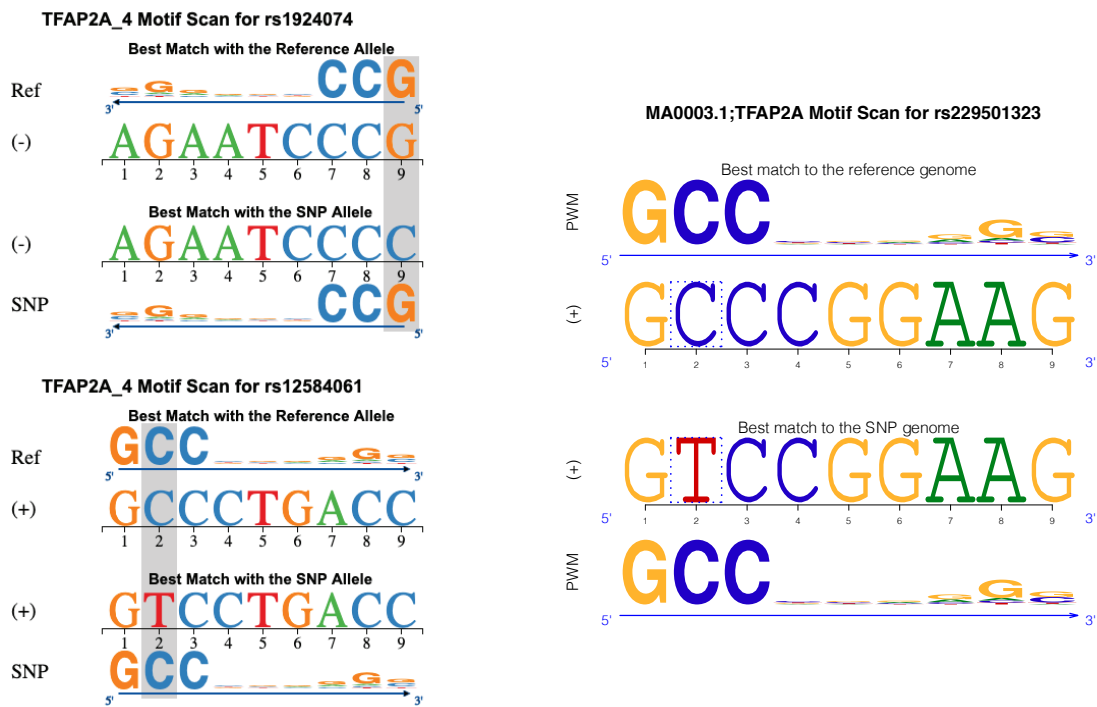 TFAP2A_4 Motif Scan for rs1924074
Best Match with the Reference Allele
Ref
CCG
3' 5'
(-)
AGAATCCCG
1 2 3 4 5 6 7 8 9
Best Match with the SNP Allele
(-)
AGAATCCCC
1 2 3 4 5 6 7 8 9
SNP
CCG
3' 5'
TFAP2A_4 Motif Scan for rs12584061
Best Match with the Reference Allele
Ref
GCC G
5' 3'
(+)
GCCCTGACC
1 2 3 4 5 6 7 8 9
Best Match with the SNP Allele
(+)
GTCCTGACC
1 2 3 4 5 6 7 8 9
SNP
GCC G
5' 3'
MA0003.1;TFAP2A Motif Scan for rs229501323
Best match to the reference genome
PWM
GCC G
5' 3'
(+)
GCCCGGAAG
5' 1 2 3 4 5 6 7 8 9 3'
Best match to the SNP genome
(+)
GTCCGGAAG
5' 1 2 3 4 5 6 7 8 9 3'
PWM
GCC G
5' 3'